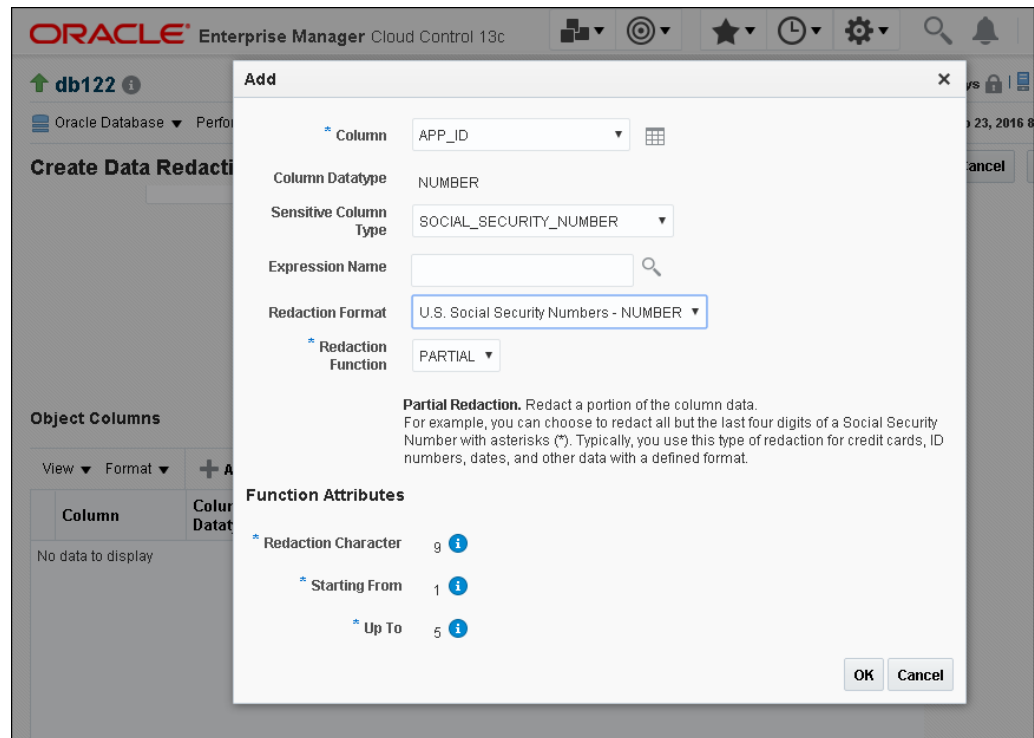 ORACLE Enterprise Manager Cloud Control 13c
db122
ys
Oracle Database Perfo
23, 2016 8
Create Data Redacti
ancel
Add
* Column APP_ID
Column Datatype NUMBER
Sensitive Column Type SOCIAL_SECURITY_NUMBER
Expression Name
Redaction Format U.S. Social Security Numbers - NUMBER
* Redaction Function PARTIAL
Partial Redaction. Redact a portion of the column data.
For example, you can choose to redact all but the last four digits of a Social Security
Number with asterisks (*). Typically, you use this type of redaction for credit cards, ID
numbers, dates, and other data with a defined format.
Function Attributes
* Redaction Character 9
* Starting From 1
* Up To 5
OK Cancel
Object Columns
View Format A
Column Colur
Datat
No data to display